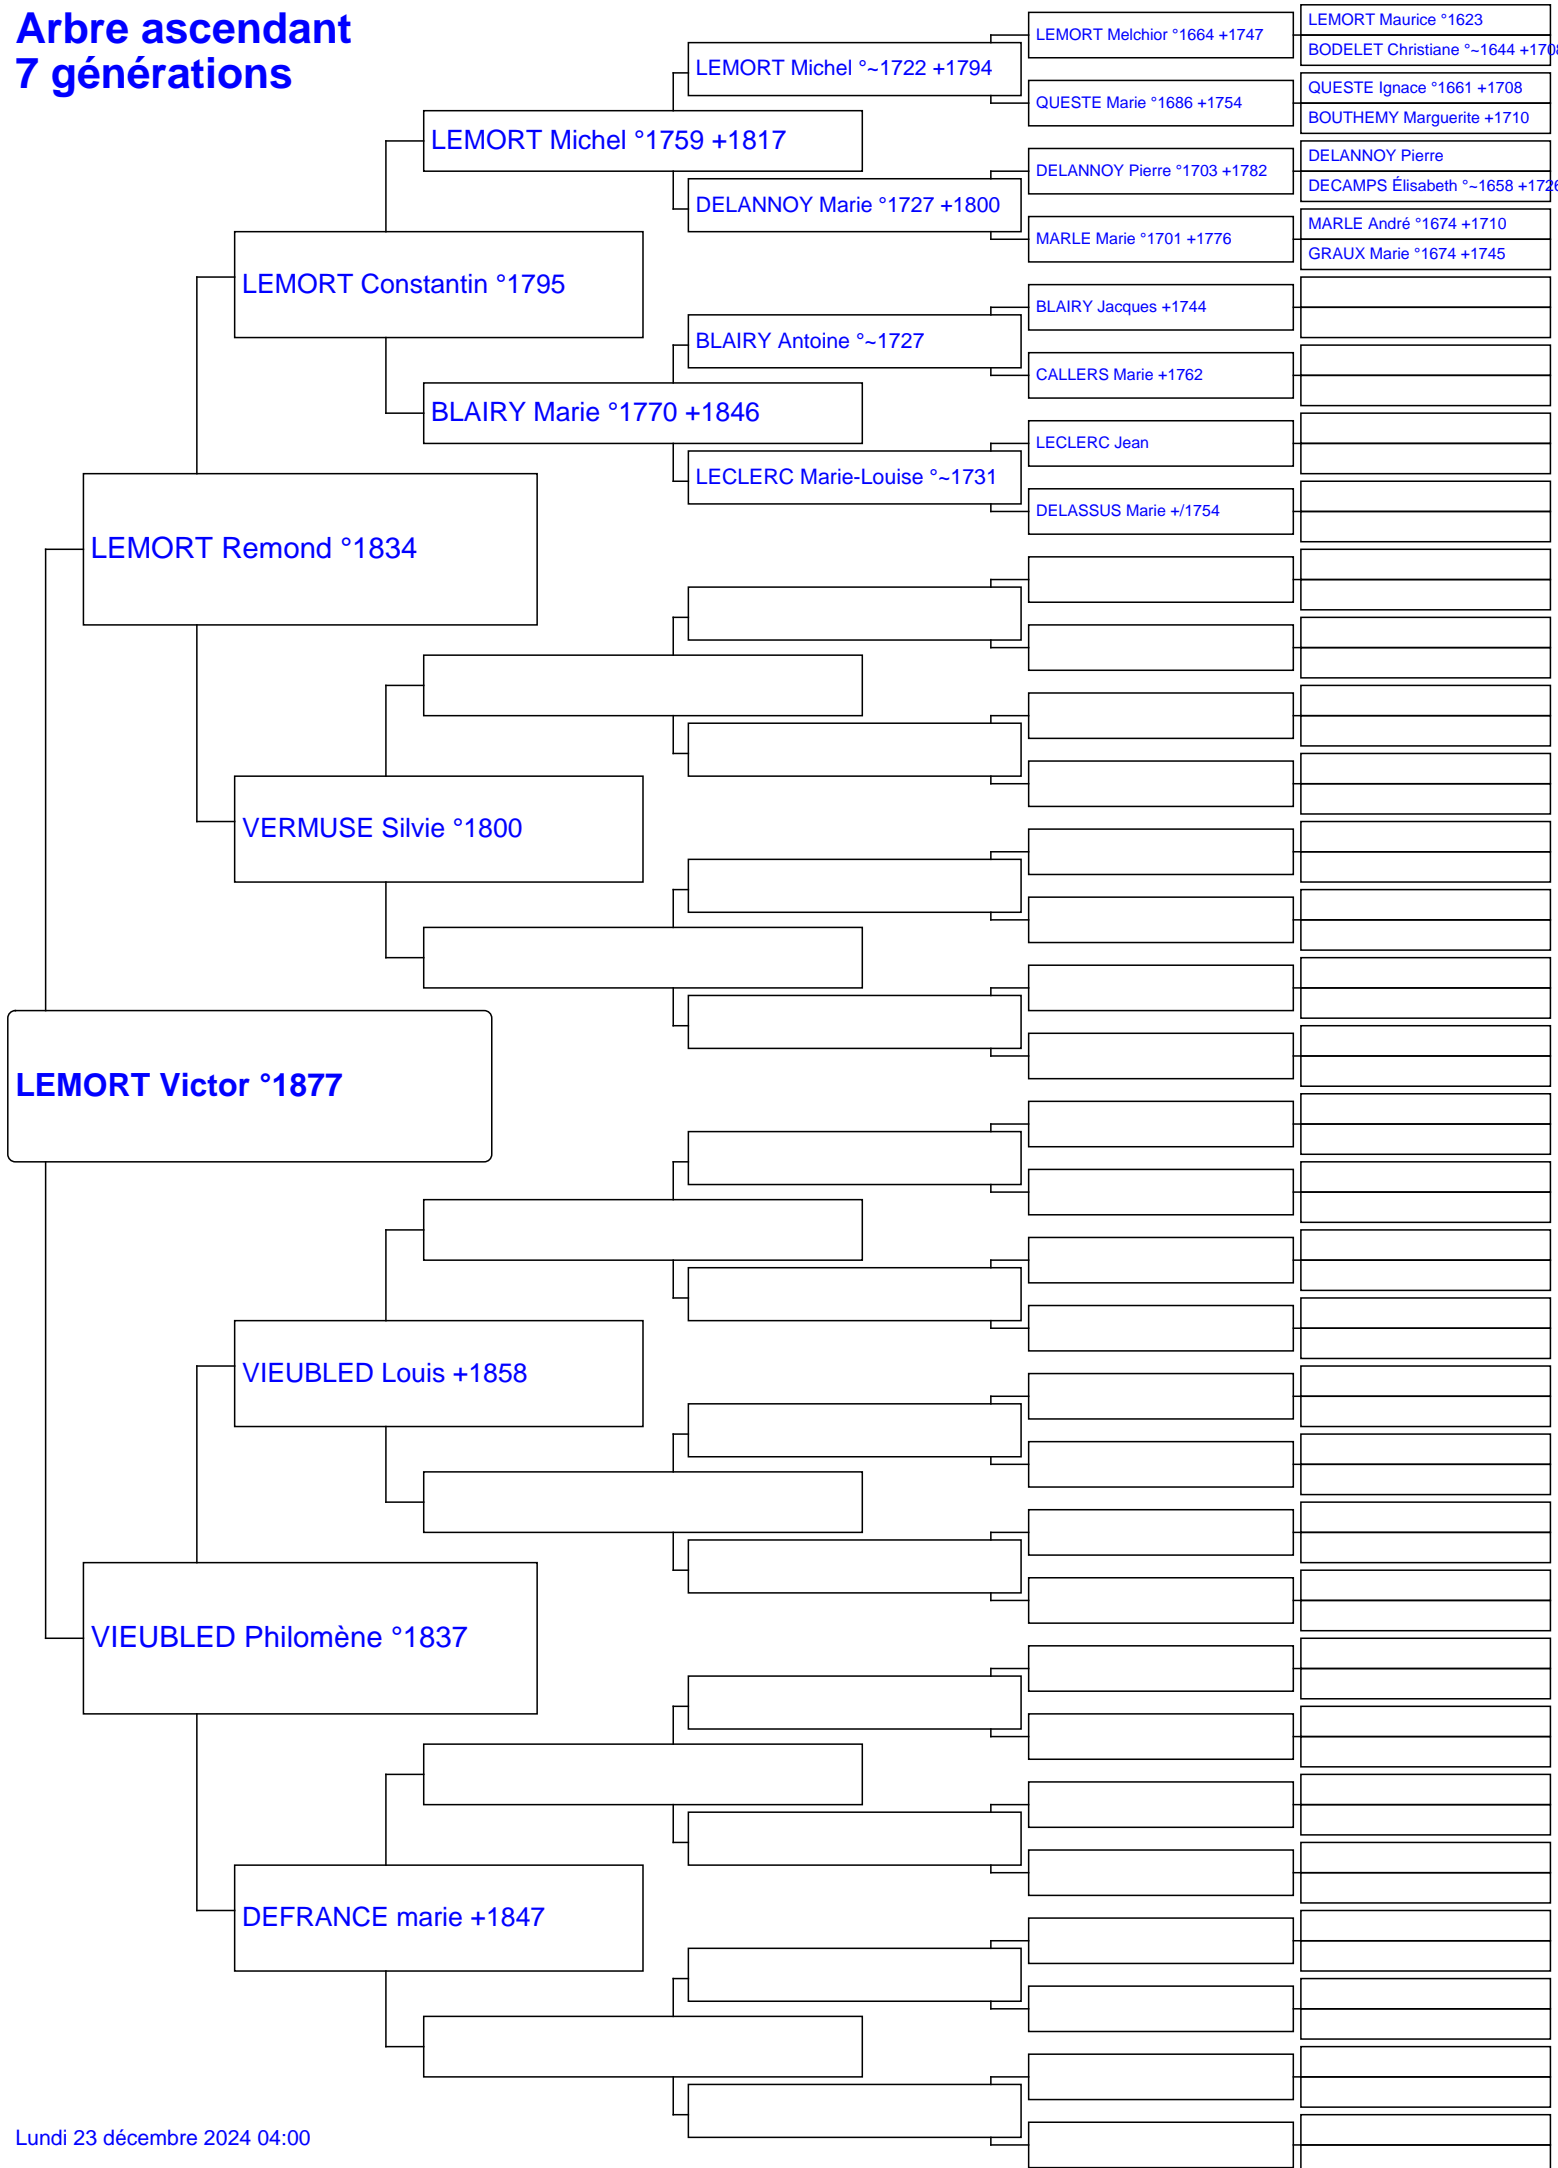 Arbre ascendant
7 générations
LEMORT Victor °1877
LEMORT Remond °1834
VIEUBLED Philomène °1837
LEMORT Constantin °1795
VERMUSE Silvie °1800
VIEUBLED Louis +1858
DEFRANCE marie +1847
LEMORT Michel °1759 +1817
BLAIRY Marie °1770 +1846
LEMORT Michel °~1722 +1794
DELANNOY Marie °1727 +1800
BLAIRY Antoine °~1727
LECLERC Marie-Louise °~1731
LEMORT Melchior °1664 +1747
QUESTE Marie °1686 +1754
DELANNOY Pierre °1703 +1782
MARLE Marie °1701 +1776
BLAIRY Jacques +1744
CALLERS Marie +1762
LECLERC Jean
DELASSUS Marie +/1754
LEMORT Maurice °1623
BODELET Christiane °~1644 +1708
QUESTE Ignace °1661 +1708
BOUTHEMY Marguerite +1710
DELANNOY Pierre
DECAMPS Élisabeth °~1658 +1726
MARLE André °1674 +1710
GRAUX Marie °1674 +1745
Lundi 23 décembre 2024 04:00